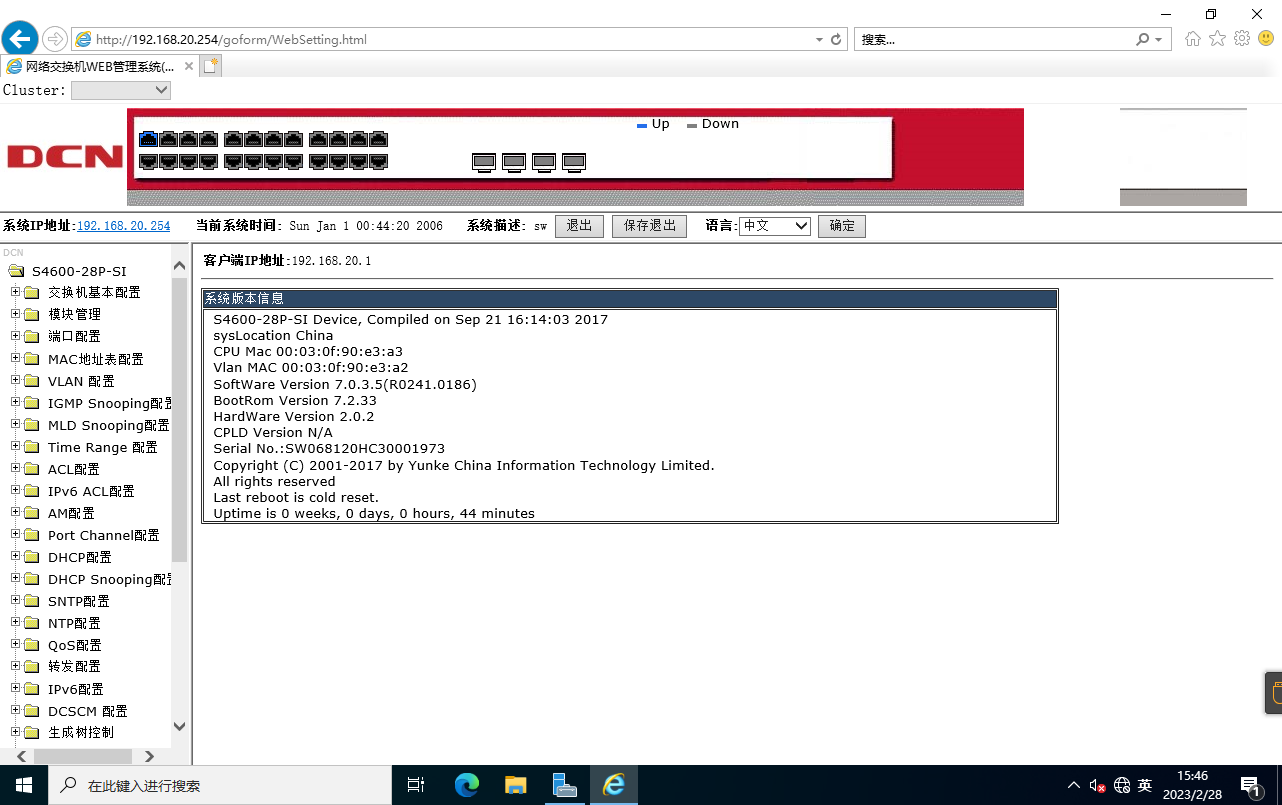 http://192.168.20.254/goform/WebSetting.html
搜索...
网络交换机WEB管理系统(...
Cluster:
DCN
Up Down
系统IP地址:192.168.20.254 当前系统时间: Sun Jan 1 00:44:20 2006 系统描述: sw 退出 保存退出 语言: 中文 确定
DCN
S4600-28P-SI
交换机基本配置
模块管理
端口配置
MAC地址表配置
VLAN 配置
IGMP Snooping配置
MLD Snooping配置
Time Range 配置
ACL配置
IPv6 ACL配置
AM配置
Port Channel配置
DHCP配置
DHCP Snooping配置
SNTP配置
NTP配置
QoS配置
转发配置
IPv6配置
DCSCM 配置
生成树控制
客户端IP地址:192.168.20.1
系统版本信息
S4600-28P-SI Device, Compiled on Sep 21 16:14:03 2017
sysLocation China
CPU Mac 00:03:0f:90:e3:a3
Vlan MAC 00:03:0f:90:e3:a2
SoftWare Version 7.0.3.5(R0241.0186)
BootRom Version 7.2.33
HardWare Version 2.0.2
CPLD Version N/A
Serial No.:SW068120HC30001973
Copyright (C) 2001-2017 by Yunke China Information Technology Limited.
All rights reserved
Last reboot is cold reset.
Uptime is 0 weeks, 0 days, 0 hours, 44 minutes
在此键入进行搜索
英
15:46
2023/2/28
1